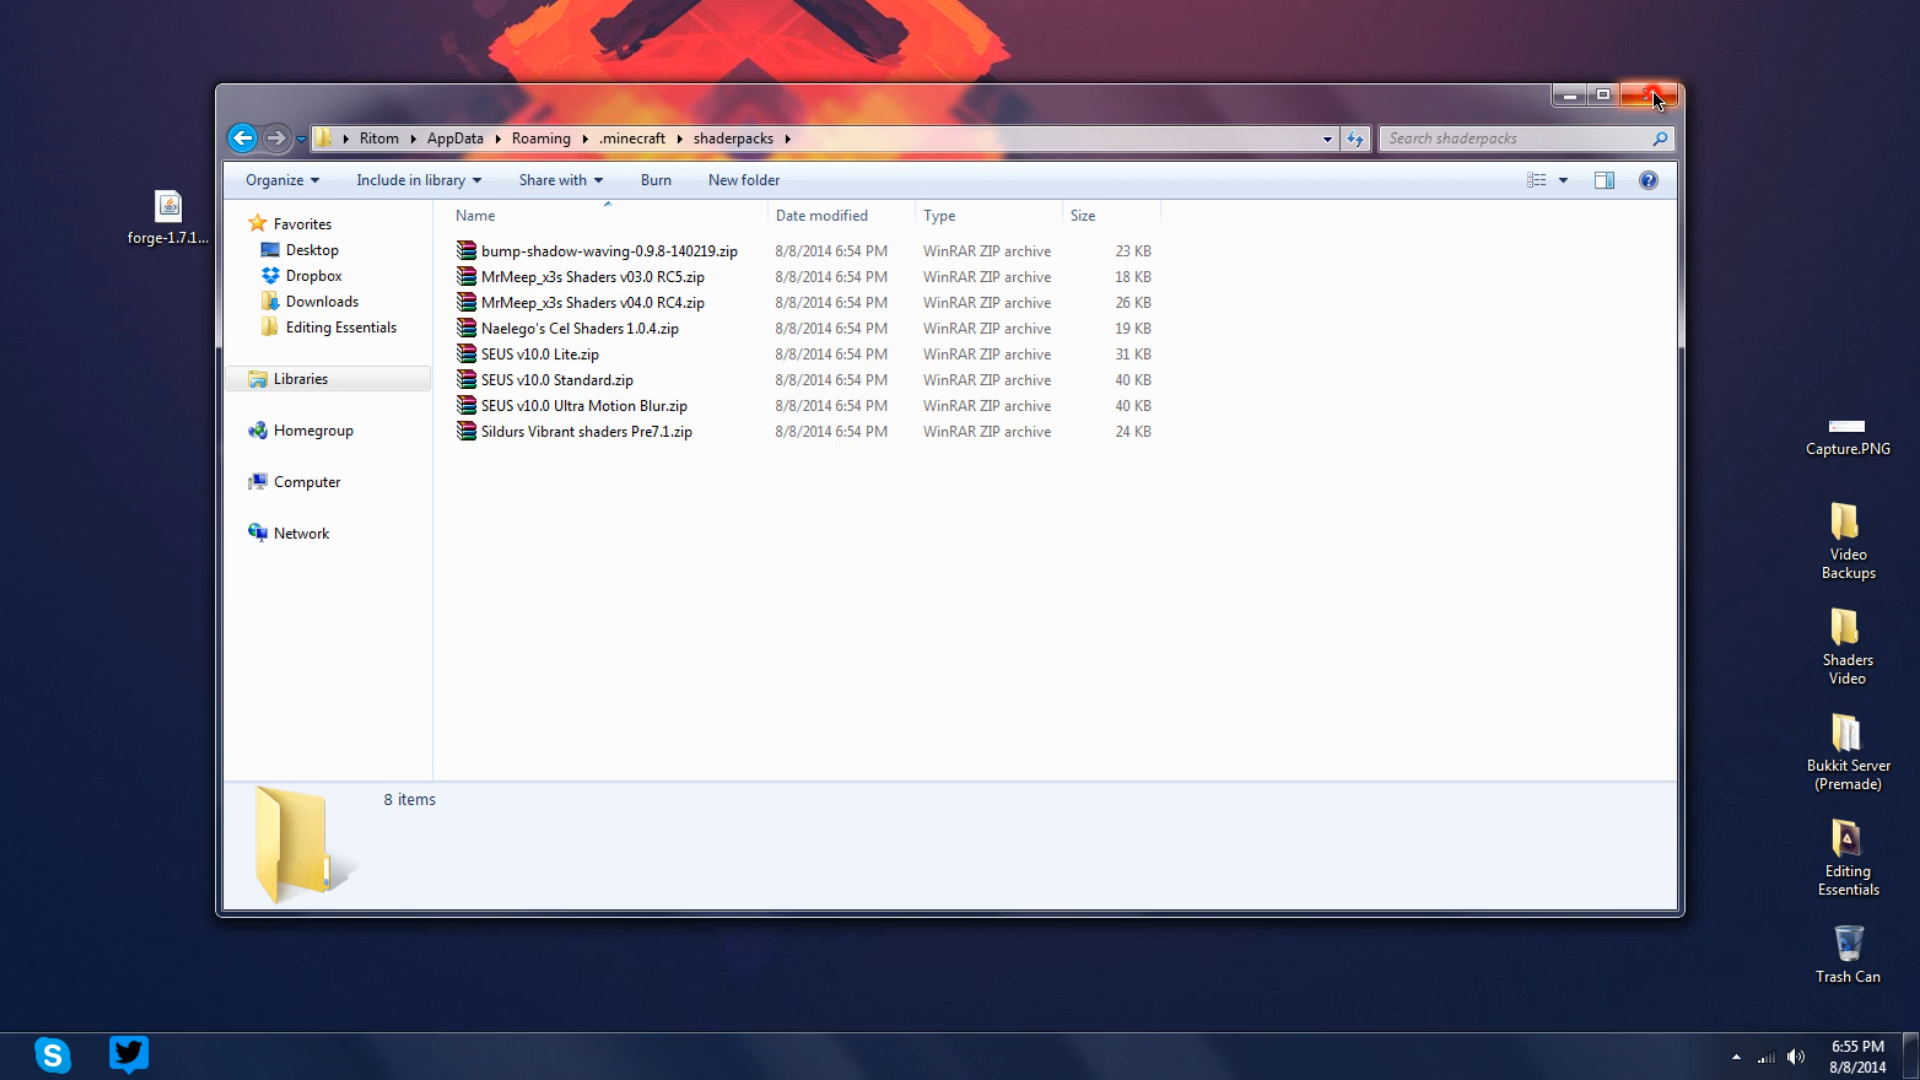 Ritom AppData Roaming .minecraft shaderpacks
Search shaderpacks
Organize Include in library Share with Burn New folder
Name Date modified Type Size
Favorites
Desktop
Dropbox
Downloads
Editing Essentials
Libraries
Homegroup
Computer
Network
bump-shadow-waving-0.9.8-140219.zip 8/8/2014 6:54 PM WinRAR ZIP archive 23 KB
MrMeep_x3s Shaders v03.0 RC5.zip 8/8/2014 6:54 PM WinRAR ZIP archive 18 KB
MrMeep_x3s Shaders v04.0 RC4.zip 8/8/2014 6:54 PM WinRAR ZIP archive 26 KB
Naelego's Cel Shaders 1.0.4.zip 8/8/2014 6:54 PM WinRAR ZIP archive 19 KB
SEUS v10.0 Lite.zip 8/8/2014 6:54 PM WinRAR ZIP archive 31 KB
SEUS v10.0 Standard.zip 8/8/2014 6:54 PM WinRAR ZIP archive 40 KB
SEUS v10.0 Ultra Motion Blur.zip 8/8/2014 6:54 PM WinRAR ZIP archive 40 KB
Sildurs Vibrant shaders Pre7.1.zip 8/8/2014 6:54 PM WinRAR ZIP archive 24 KB
8 items
forge-1.7.1...
Capture.PNG
Video
Backups
Shaders
Video
Bukkit Server
(Premade)
Editing
Essentials
Trash Can
6:55 PM
8/8/2014